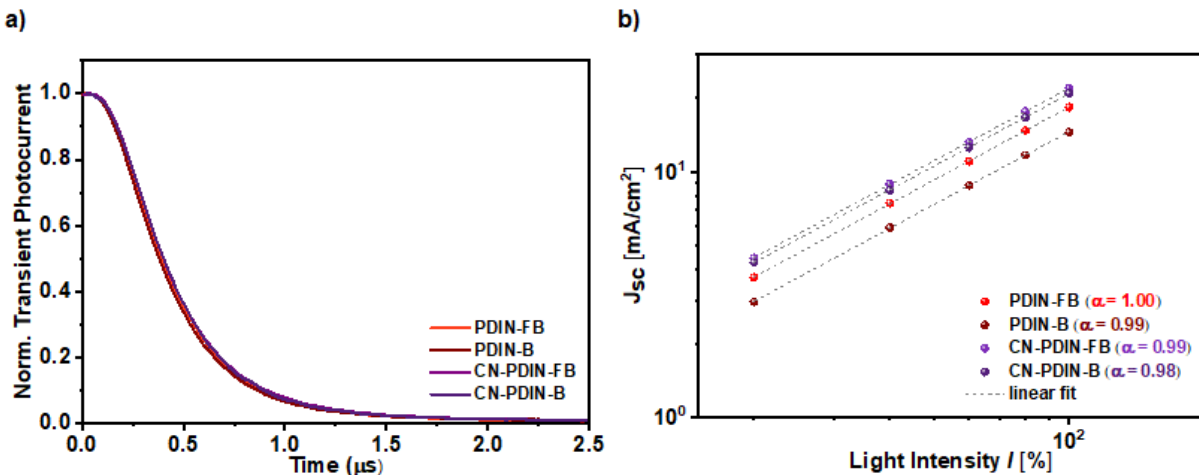 a)
Norm. Transient Photocurrent
1.0
0.8
0.6
0.4
0.2
0.0
0.0 0.5 1.0 1.5 2.0 2.5
Time (μs)
PDIN-FB
PDIN-B
CN-PDIN-FB
CN-PDIN-B
b)
J_SC [mA/cm²]
10¹
10⁰
10²
Light Intensity I [%]
PDIN-FB (α = 1.00)
PDIN-B (α = 0.99)
CN-PDIN-FB (α = 0.99)
CN-PDIN-B (α = 0.98)
linear fit